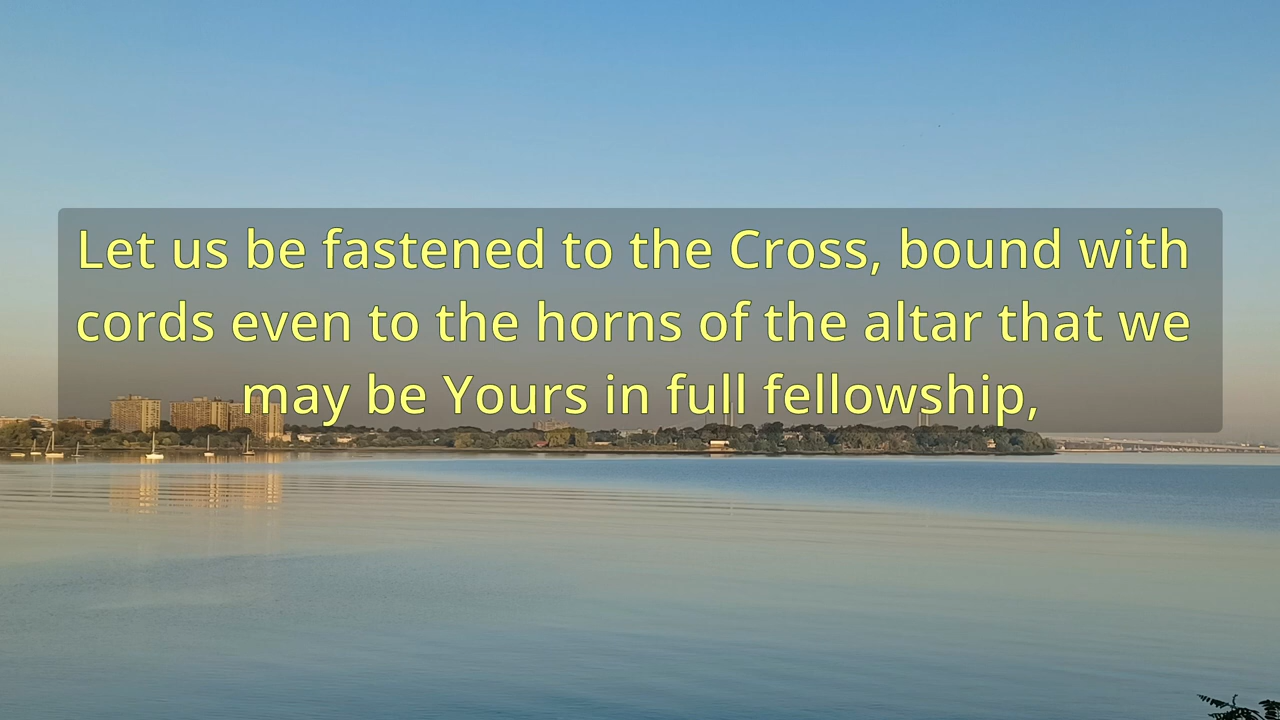 Let us be fastened to the Cross, bound with
cords even to the horns of the altar that we
may be Yours in full fellowship,